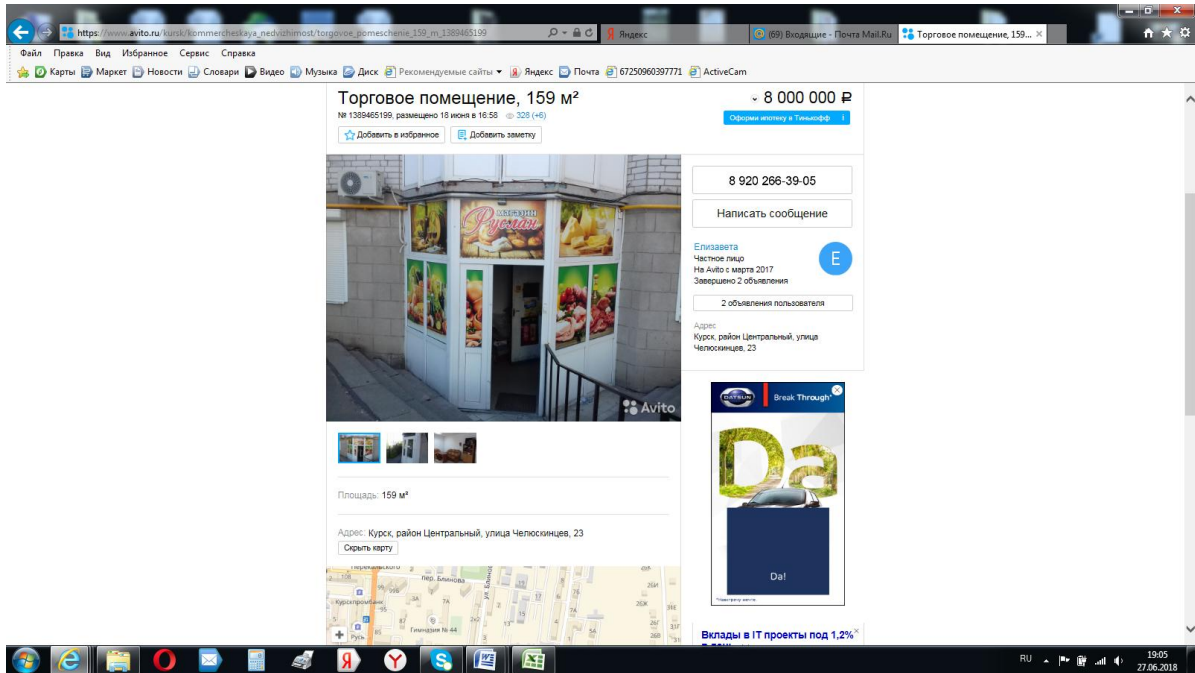 https://www.avito.ru/kursk/kommercheskaya_nedvizhimost/torgovoe_pomeschenie_159_m_1389465199
Яндекс
(69) Входящие - Почта Mail.Ru
Торговое помещение, 159...
Файл Правка Вид Избранное Сервис Справка
Карты Маркет Новости Словари Видео Музыка Диск Рекомендуемые сайты Яндекс Почта 67250960397771 ActiveCam
Торговое помещение, 159 м²
8 000 000 ₽
№ 1389465199, размещено 18 июня в 16:58 328 (+6)
Оформи ипотеку в Тинькофф
Добавить в избранное Добавить заметку
магазин
Руслан
Avito
8 920 266-39-05
Написать сообщение
Елизавета
Частное лицо
На Avito с марта 2017
Завершено 2 объявления
E
2 объявления пользователя
Адрес
Курск, район Центральный, улица
Челюскинцев, 23
DATSUN Break Through
Da
Da!
Площадь: 159 м²
Адрес: Курск, район Центральный, улица Челюскинцев, 23
Скрыть карту
пер. Блинова
Курскпромбанк
Гимназия № 44
Русь
Вклады в IT проекты под 1,2%
RU
19:05
27.06.2018